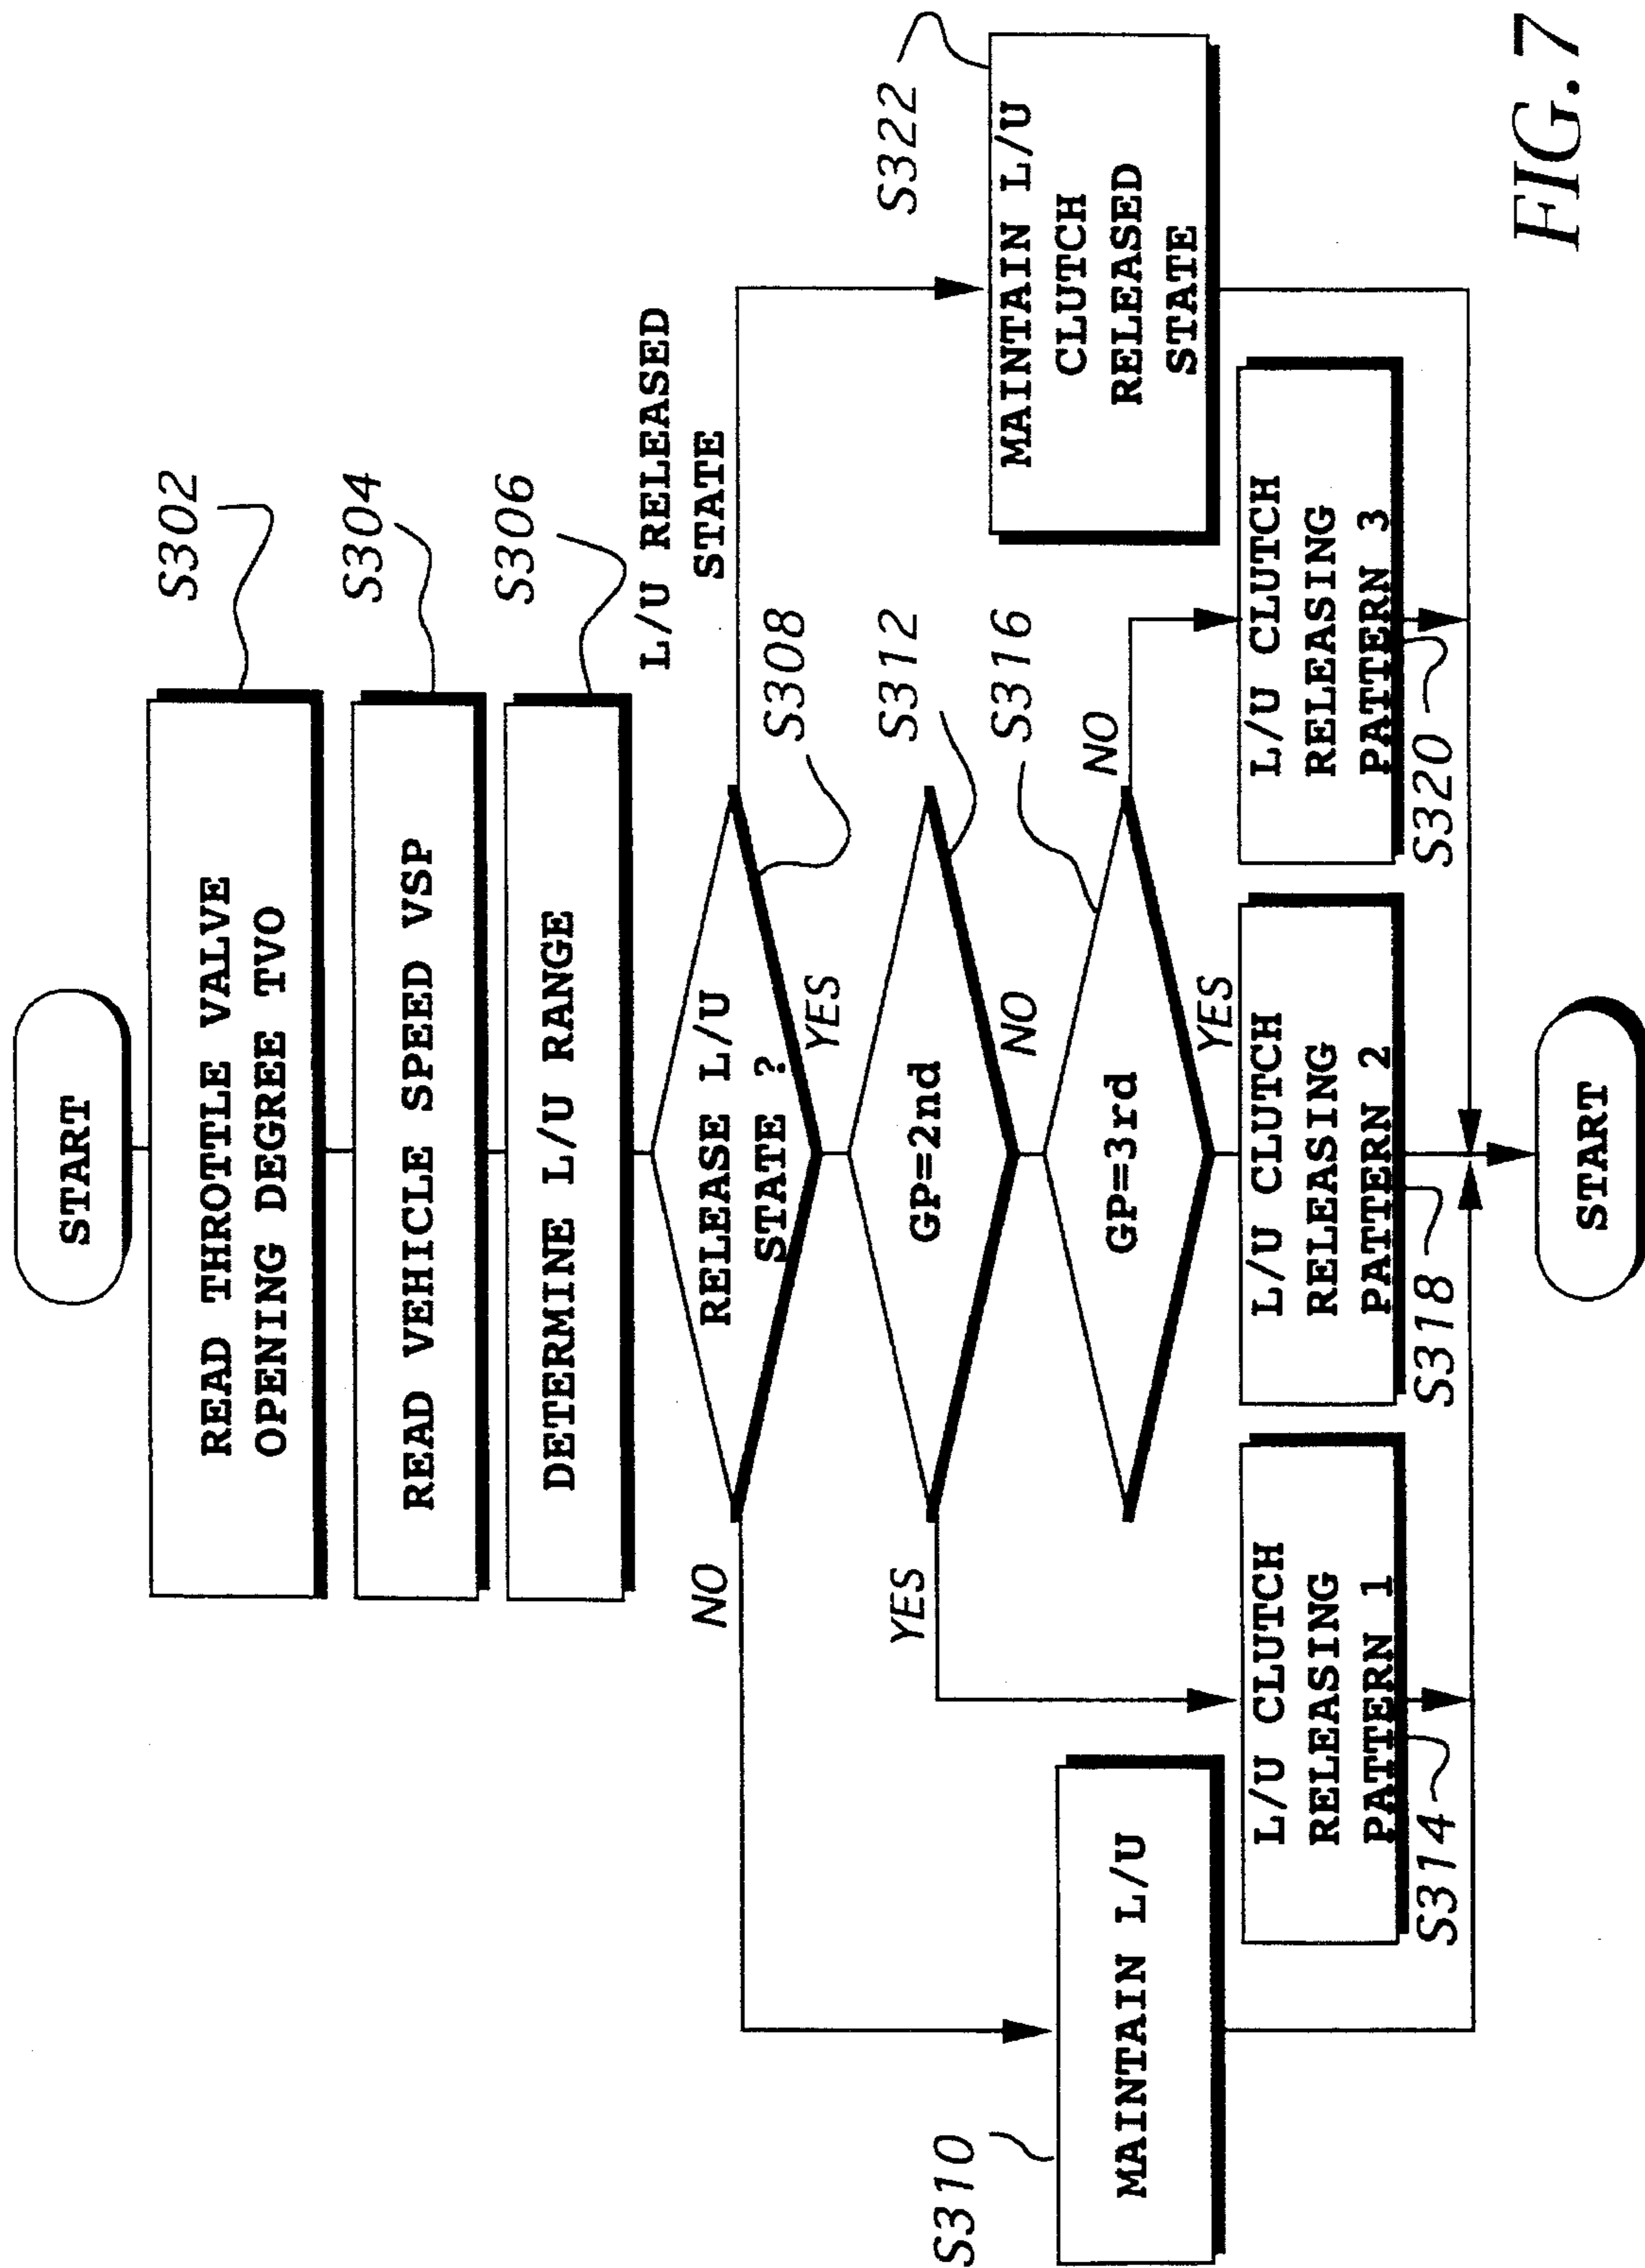 START
READ THROTTLE VALVE
OPENING DEGREE TVO
S302
READ VEHICLE SPEED VSP
S304
DETERMINE L/U RANGE
S306
RELEASE L/U
STATE ?
S308
NO
YES
L/U RELEASED
STATE
GP=2nd
S312
YES
NO
GP=3rd
S316
YES
NO
S310
MAINTAIN L/U
L/U CLUTCH
RELEASING
PATTERN 1
S314
L/U CLUTCH
RELEASING
PATTERN 2
S318
L/U CLUTCH
RELEASING
PATTERN 3
S320
MAINTAIN L/U
CLUTCH
RELEASED
STATE
S322
START
FIG.7